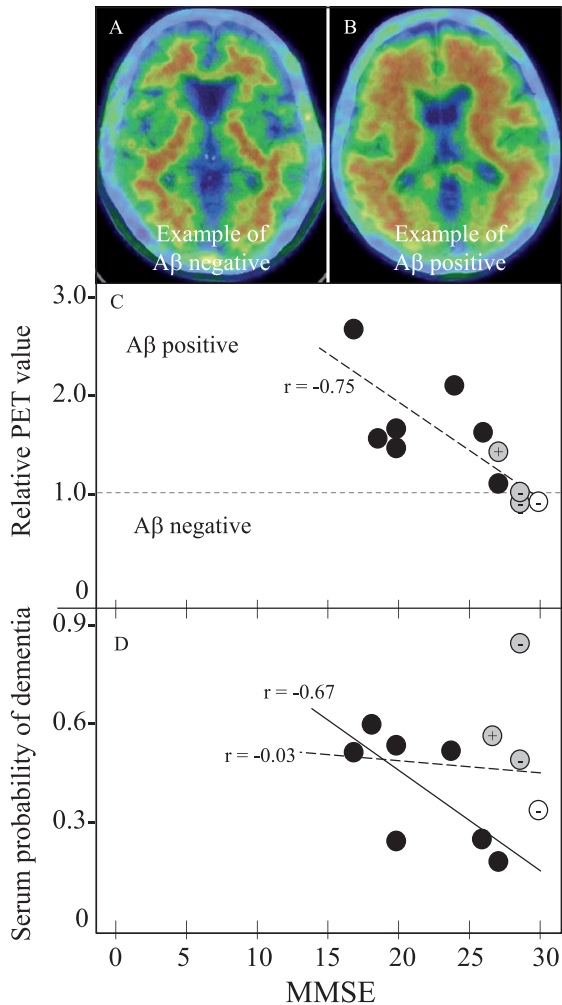 A
B
Example of
Aβ negative
Example of
Aβ positive
3.0
2.0
1.0
0
Relative PET value
C
Aβ positive
r = -0.75
Aβ negative
+
-
-
-
0.9
0.6
0.3
0
Serum probability of dementia
D
r = -0.67
r = -0.03
-
+
-
-
0 5 10 15 20 25 30
MMSE